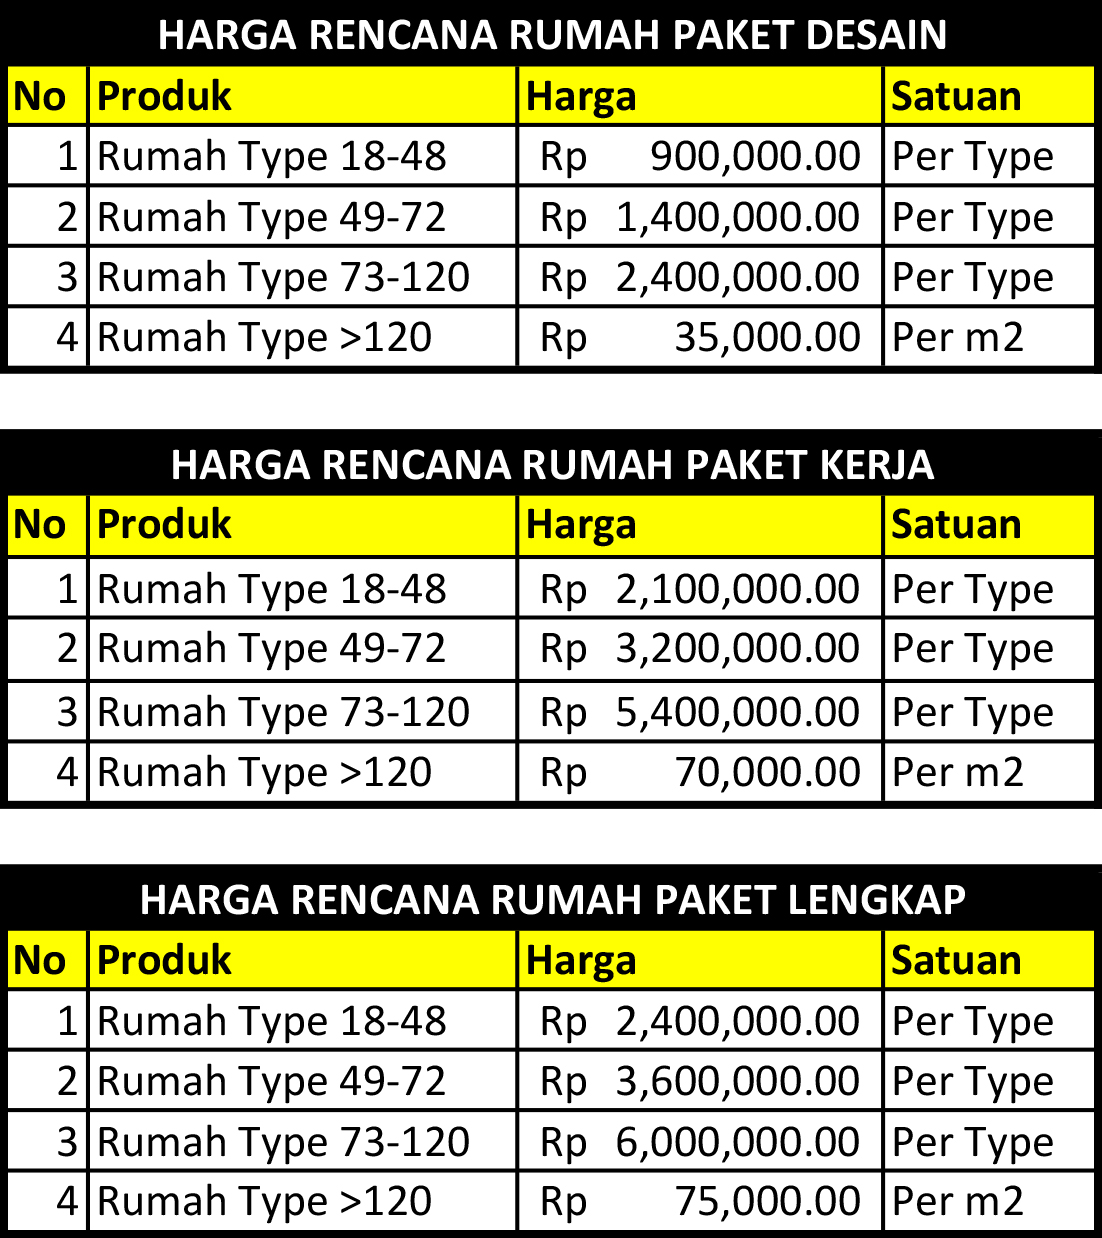 HARGA RENCANA RUMAH PAKET DESAIN
No Produk Harga Satuan
1 Rumah Type 18-48 Rp 900,000.00 Per Type
2 Rumah Type 49-72 Rp 1,400,000.00 Per Type
3 Rumah Type 73-120 Rp 2,400,000.00 Per Type
4 Rumah Type >120 Rp 35,000.00 Per m2
HARGA RENCANA RUMAH PAKET KERJA
No Produk Harga Satuan
1 Rumah Type 18-48 Rp 2,100,000.00 Per Type
2 Rumah Type 49-72 Rp 3,200,000.00 Per Type
3 Rumah Type 73-120 Rp 5,400,000.00 Per Type
4 Rumah Type >120 Rp 70,000.00 Per m2
HARGA RENCANA RUMAH PAKET LENGKAP
No Produk Harga Satuan
1 Rumah Type 18-48 Rp 2,400,000.00 Per Type
2 Rumah Type 49-72 Rp 3,600,000.00 Per Type
3 Rumah Type 73-120 Rp 6,000,000.00 Per Type
4 Rumah Type >120 Rp 75,000.00 Per m2